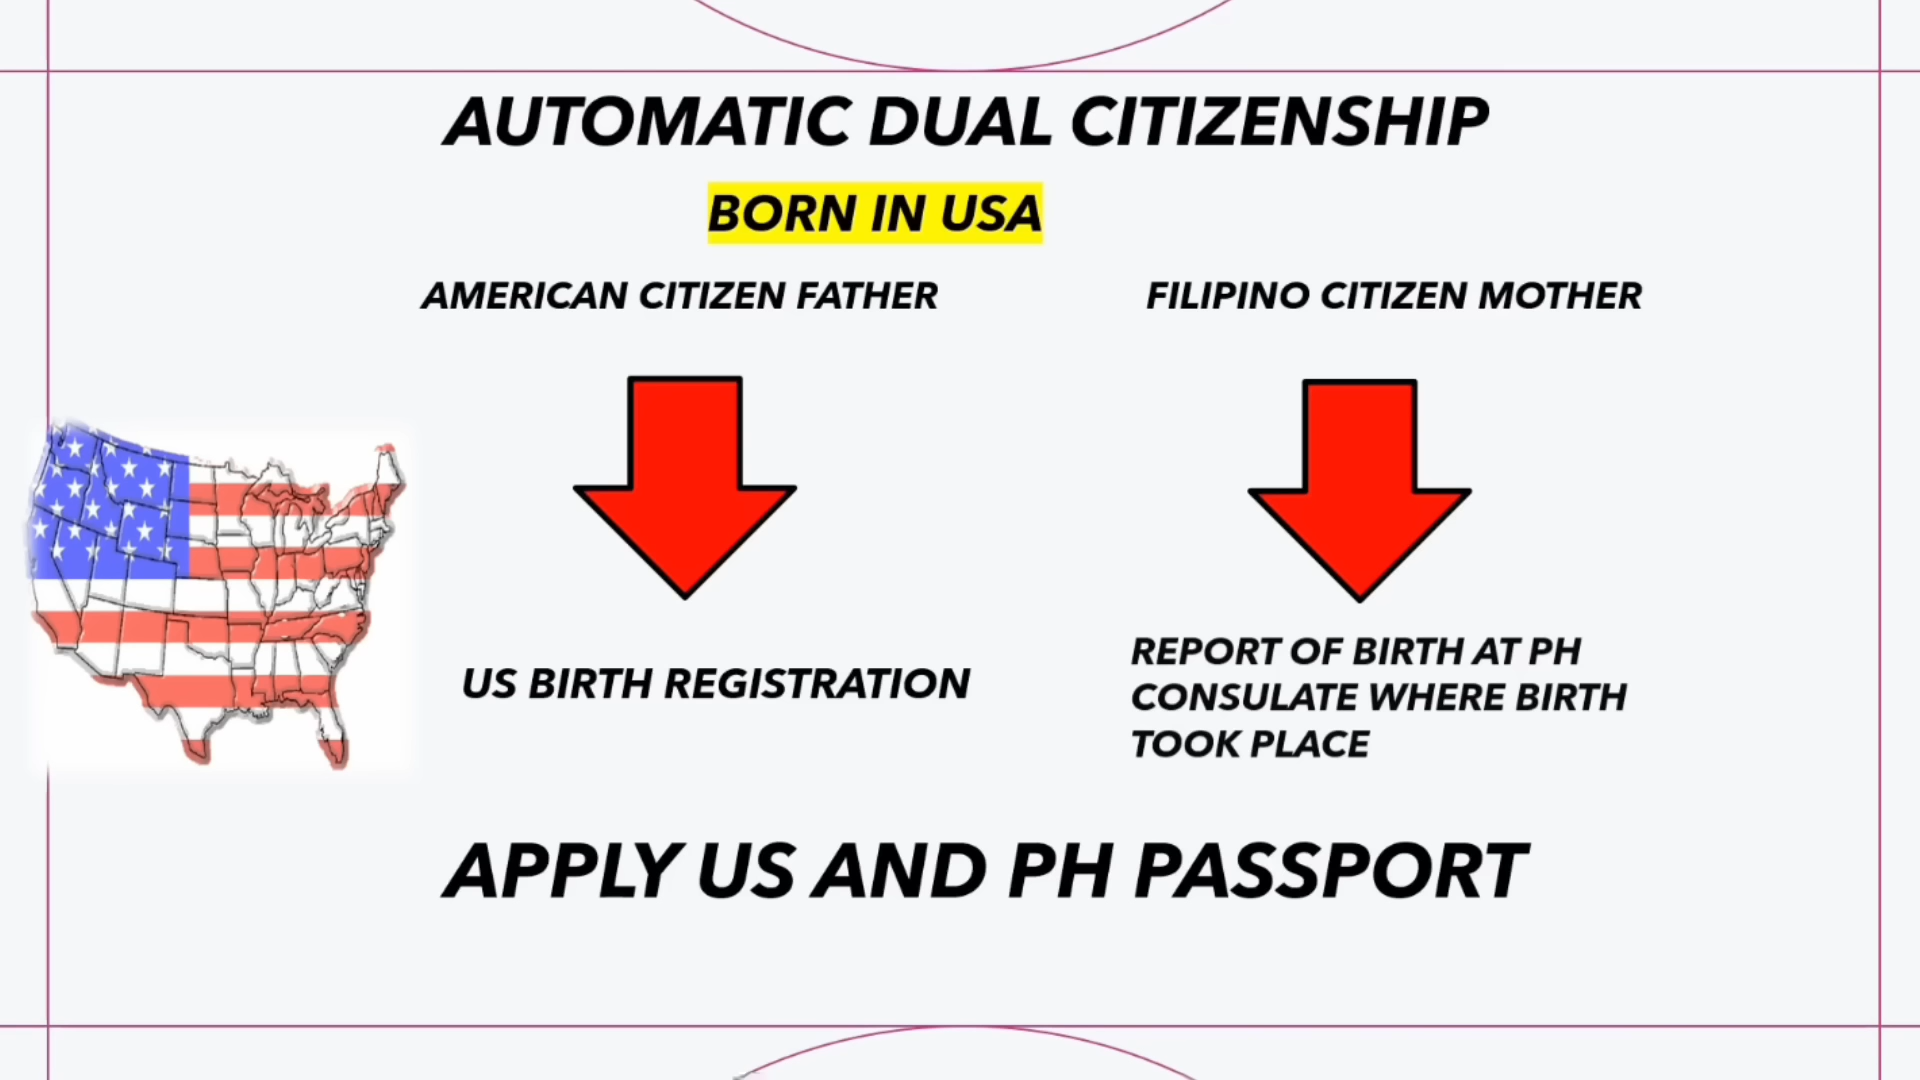 AUTOMATIC DUAL CITIZENSHIP
BORN IN USA
AMERICAN CITIZEN FATHER
FILIPINO CITIZEN MOTHER
US BIRTH REGISTRATION
REPORT OF BIRTH AT PH
CONSULATE WHERE BIRTH
TOOK PLACE
APPLY US AND PH PASSPORT